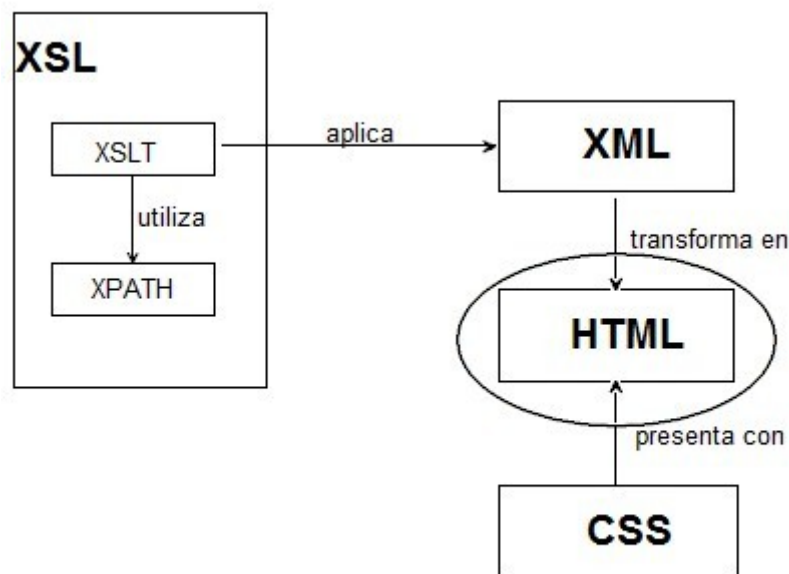 XSL
XSLT
aplica
XML
utiliza
transforma en
XPATH
HTML
presenta con
CSS